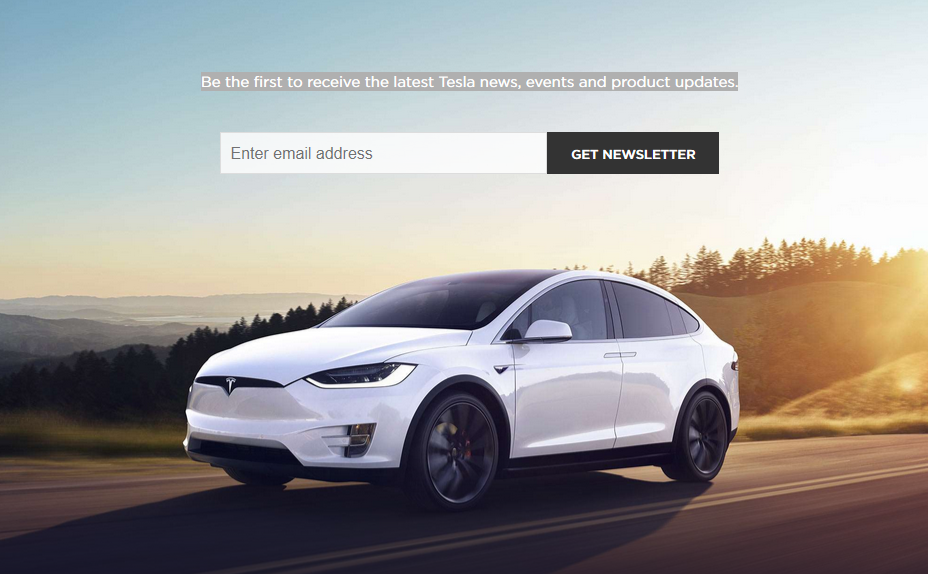 Be the first to receive the latest Tesla news, events and product updates.
Enter email address
GET NEWSLETTER